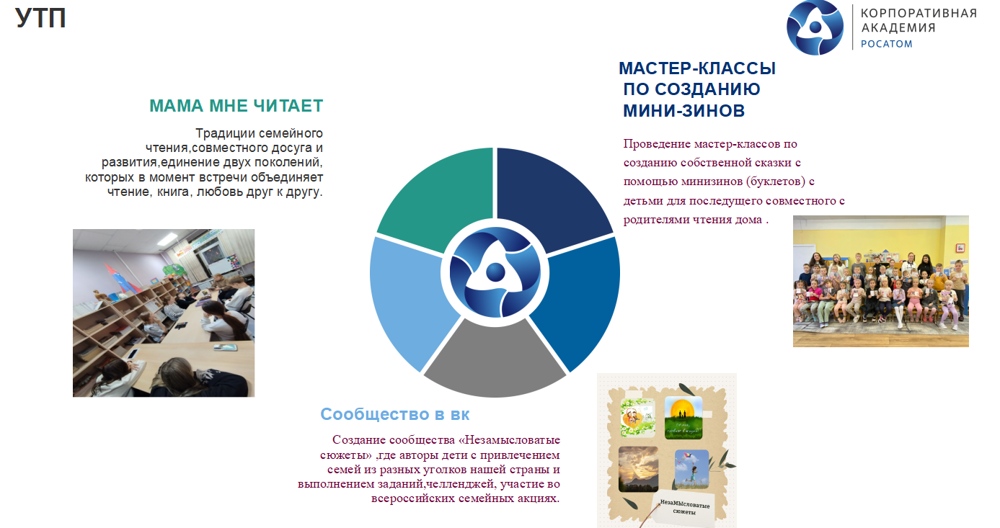 УТП
КОРПОРАТИВНАЯ
АКАДЕМИЯ
РОСАТОМ
МАМА МНЕ ЧИТАЕТ
Традиции семейного
чтения,совместного досуга и
развития,единение двух поколений,
которых в момент встречи объединяет
чтение, книга, любовь друг к другу.
МАСТЕР-КЛАССЫ
ПО СОЗДАНИЮ
МИНИ-ЗИНОВ
Проведение мастер-классов по
созданию собственной сказки с
помощью минизинов (буклетов) с
детьми для последущего совместного с
родителями чтения дома .
Сообщество в вк
Создание сообщества «Незамысловатые
сюжеты» ,где авторы дети с привлечением
семей из разных уголков нашей страны и
выполнением заданий,челленджей, участие во
всероссийских семейных акциях.
НезаМЫсловатые
сюжеты